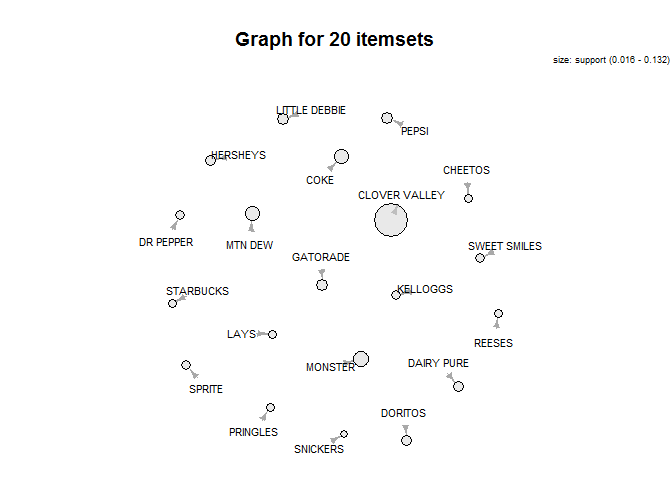 Graph for 20 itemsets
size: support (0.016 - 0.132)
LITTLE DEBBIE
PEPSI
HERSHEYS
COKE
CHEETOS
CLOVER VALLEY
DR PEPPER
MTN DEW
SWEET SMILES
GATORADE
STARBUCKS
KELLOGGS
LAYS
REESES
MONSTER
DAIRY PURE
SPRITE
DORITOS
PRINGLES
SNICKERS